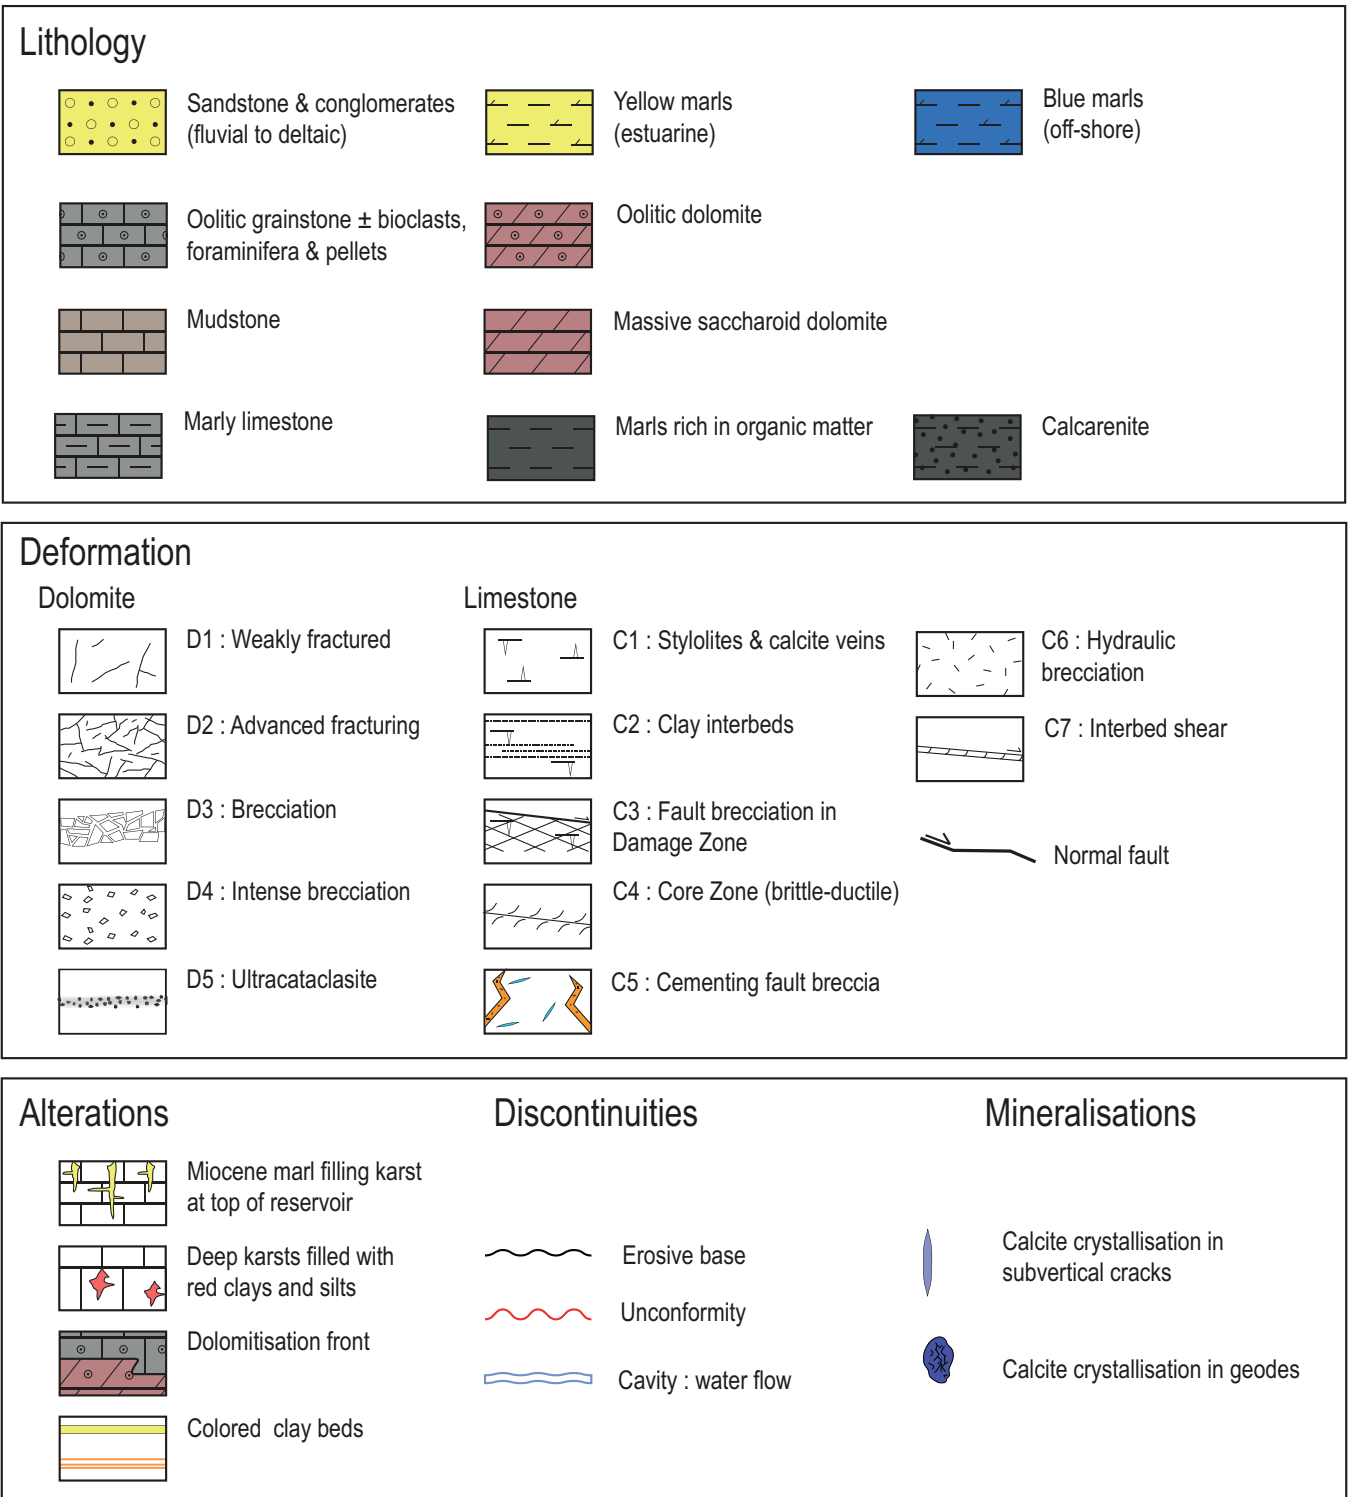 Lithology
Sandstone & conglomerates
(fluvial to deltaic)
Yellow marls
(estuarine)
Blue marls
(off-shore)
Oolitic grainstone ± bioclasts,
foraminifera & pellets
Oolitic dolomite
Mudstone
Massive saccharoid dolomite
Marly limestone
Marls rich in organic matter
Calcarenite
Deformation
Dolomite
D1 : Weakly fractured
D2 : Advanced fracturing
D3 : Brecciation
D4 : Intense brecciation
D5 : Ultracataclasite
Limestone
C1 : Stylolites & calcite veins
C2 : Clay interbeds
C3 : Fault brecciation in
Damage Zone
C4 : Core Zone (brittle-ductile)
C5 : Cementing fault breccia
C6 : Hydraulic
brecciation
C7 : Interbed shear
Normal fault
Alterations
Miocene marl filling karst
at top of reservoir
Deep karsts filled with
red clays and silts
Dolomitisation front
Colored clay beds
Discontinuities
Erosive base
Unconformity
Cavity : water flow
Mineralisations
Calcite crystallisation in
subvertical cracks
Calcite crystallisation in geodes